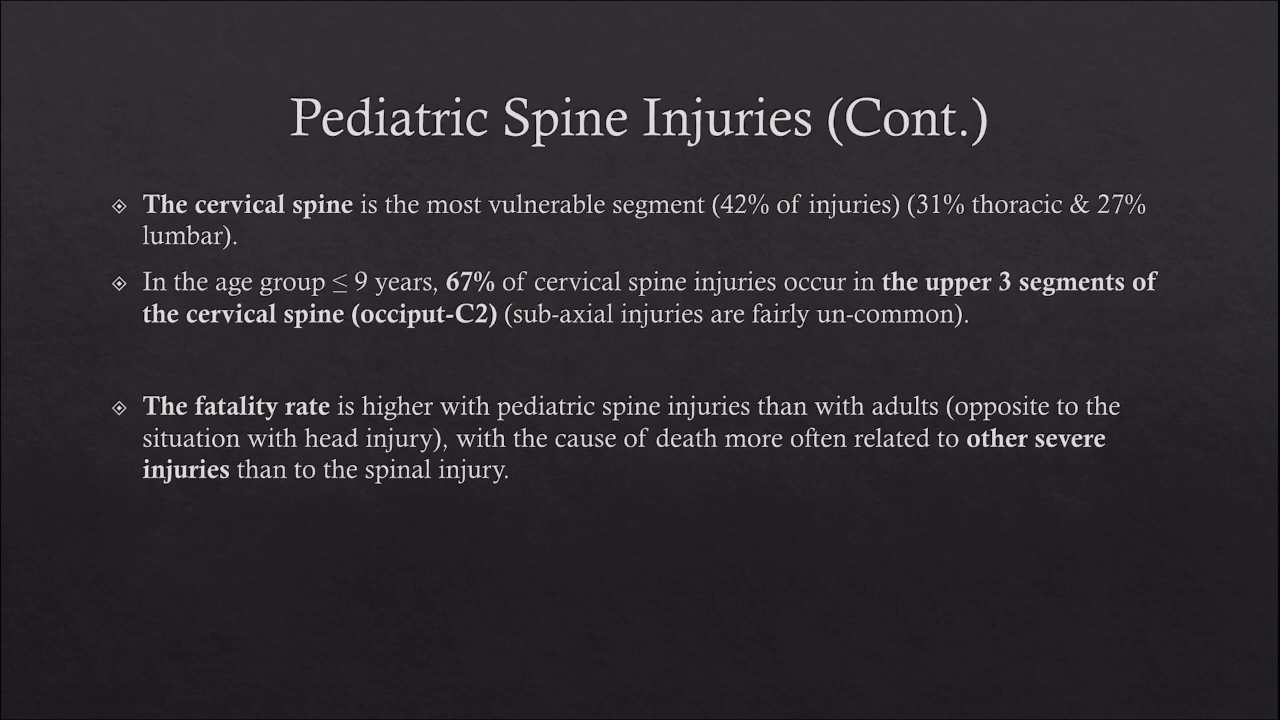 Pediatric Spine Injuries (Cont.)
The cervical spine is the most vulnerable segment (42% of injuries) (31% thoracic & 27%
lumbar).
In the age group ≤ 9 years, 67% of cervical spine injuries occur in the upper 3 segments of
the cervical spine (occiput-C2) (sub-axial injuries are fairly un-common).
The fatality rate is higher with pediatric spine injuries than with adults (opposite to the
situation with head injury), with the cause of death more often related to other severe
injuries than to the spinal injury.